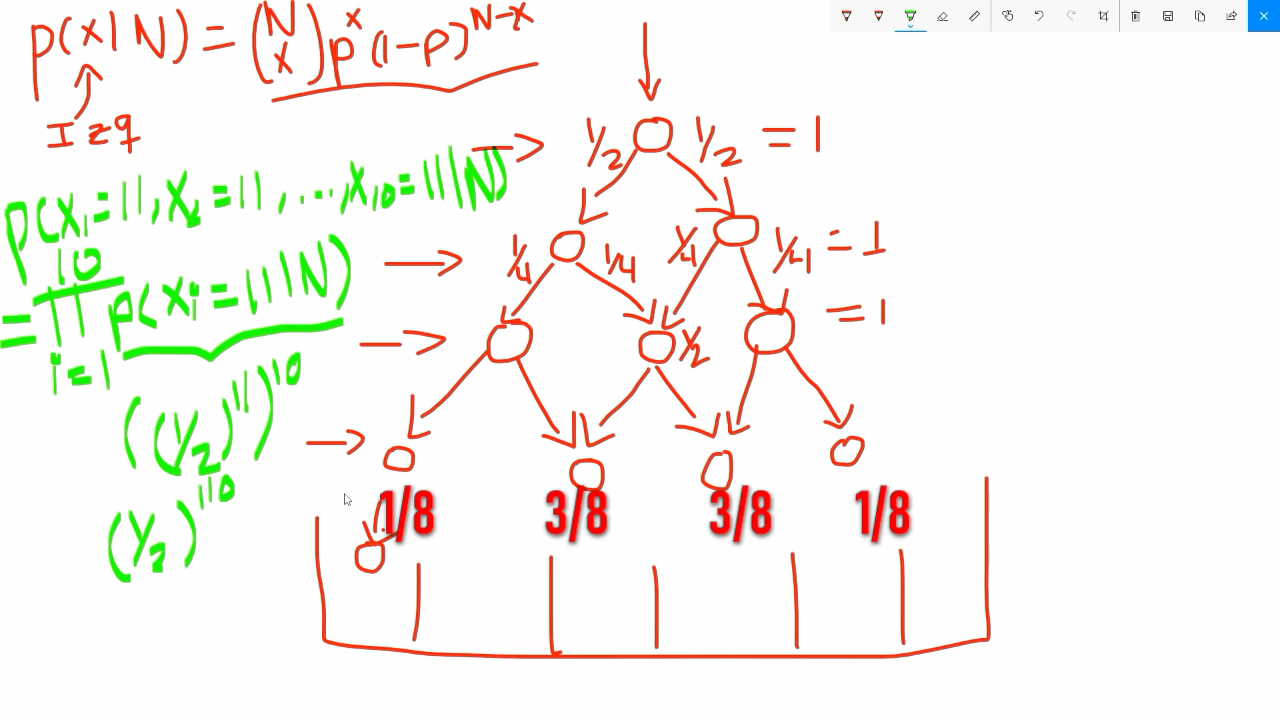 p(x|N) = (N x) p^x (1-p)^(N-x)
Izq
1/2 1/2 = 1
P(X₁=11, X₂=11, ..., X₁₀=11|N)
1/4 1/4 1/4 1/4 = 1
= ∏_{i=1}^{10} p(Xi=11|N)
1/2 = 1
((1/2)^11)^10
(1/2)^110
1/8 3/8 3/8 1/8